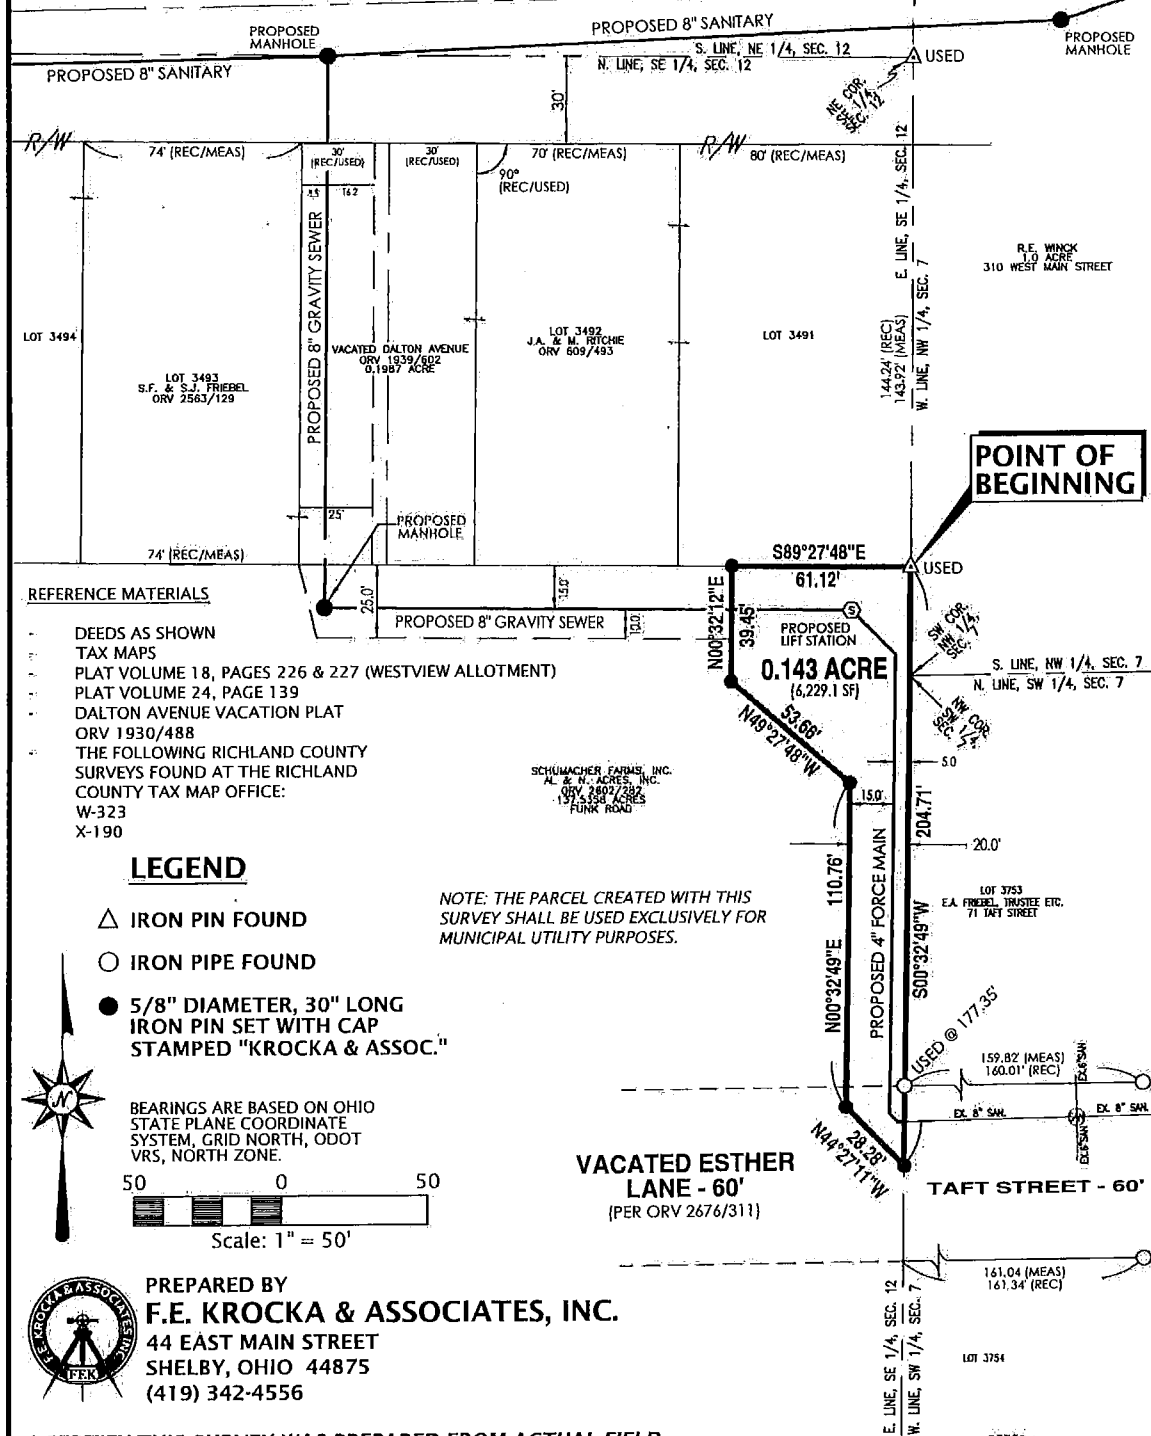 PROPOSED 8" SANITARY
PROPOSED
MANHOLE
PROPOSED
MANHOLE
PROPOSED 8" SANITARY
S. LINE, NE 1/4, SEC. 12
N. LINE, SE 1/4, SEC. 12
USED
NE COR.
SE 1/4,
SEC. 12
30'
R/W
74' (REC/MEAS)
30'
(REC/USED)
30'
(REC/USED)
70' (REC/MEAS)
R/W
80' (REC/MEAS)
90°
(REC/USED)
16.2
E. LINE, SE 1/4, SEC. 12
W. LINE, NW 1/4, SEC. 7
144.24' (REC)
143.92' (MEAS)
R.E. WINCK
1.0 ACRE
310 WEST MAIN STREET
PROPOSED 8" GRAVITY SEWER
LOT 3494
LOT 3493
S.F. & S.J. FRIEBEL
ORV 2563/129
VACATED DALTON AVENUE
ORV 1939/602
0.1987 ACRE
LOT 3492
J.A. & M. RITCHIE
ORV 609/493
LOT 3491
POINT OF
BEGINNING
25'
PROPOSED
MANHOLE
74' (REC/MEAS)
S89°27'48"E
61.12'
USED
N00°32'12"E
39.45'
25.0'
15.0'
10.0'
PROPOSED 8" GRAVITY SEWER
S
PROPOSED
LIFT STATION
SW COR.
NW 1/4,
SEC. 7
0.143 ACRE
(6,229.1 SF)
S. LINE, NW 1/4, SEC. 7
N. LINE, SW 1/4, SEC. 7
NW COR.
SW 1/4,
SEC. 7
53.66'
N49°27'48"W
REFERENCE MATERIALS
- DEEDS AS SHOWN
- TAX MAPS
- PLAT VOLUME 18, PAGES 226 & 227 (WESTVIEW ALLOTMENT)
- PLAT VOLUME 24, PAGE 139
- DALTON AVENUE VACATION PLAT
ORV 1930/488
- THE FOLLOWING RICHLAND COUNTY
SURVEYS FOUND AT THE RICHLAND
COUNTY TAX MAP OFFICE:
W-323
X-190
SCHUMACHER FARMS, INC.
AL & N. ACRES, INC.
ORV 2602/282
137.5358 ACRES
FUNK ROAD
5.0
15.0'
204.71'
20.0'
110.76'
N00°32'49"E
PROPOSED 4" FORCE MAIN
S00°32'49"W
LOT 3753
E.A. FRIEBEL, TRUSTEE ETC.
71 TAFT STREET
LEGEND
IRON PIN FOUND
IRON PIPE FOUND
5/8" DIAMETER, 30" LONG
IRON PIN SET WITH CAP
STAMPED "KROCKA & ASSOC."
NOTE: THE PARCEL CREATED WITH THIS
SURVEY SHALL BE USED EXCLUSIVELY FOR
MUNICIPAL UTILITY PURPOSES.
USED @ 177.35'
159.82' (MEAS)
160.01' (REC)
EX. 8" SAN.
EX. 8" SAN.
EX.6"SAN
EX.6"SAN
28.28'
N44°27'11"W
N
BEARINGS ARE BASED ON OHIO
STATE PLANE COORDINATE
SYSTEM, GRID NORTH, ODOT
VRS, NORTH ZONE.
50 0 50
Scale: 1" = 50'
VACATED ESTHER
LANE - 60'
(PER ORV 2676/311)
TAFT STREET - 60'
161.04 (MEAS)
161.34' (REC)
E. LINE, SE 1/4, SEC. 12
W. LINE, SW 1/4, SEC. 7
LOT 3754
F.E. KROCKA & ASSOCIATES INC.
F.E.K
PREPARED BY
F.E. KROCKA & ASSOCIATES, INC.
44 EAST MAIN STREET
SHELBY, OHIO 44875
(419) 342-4556